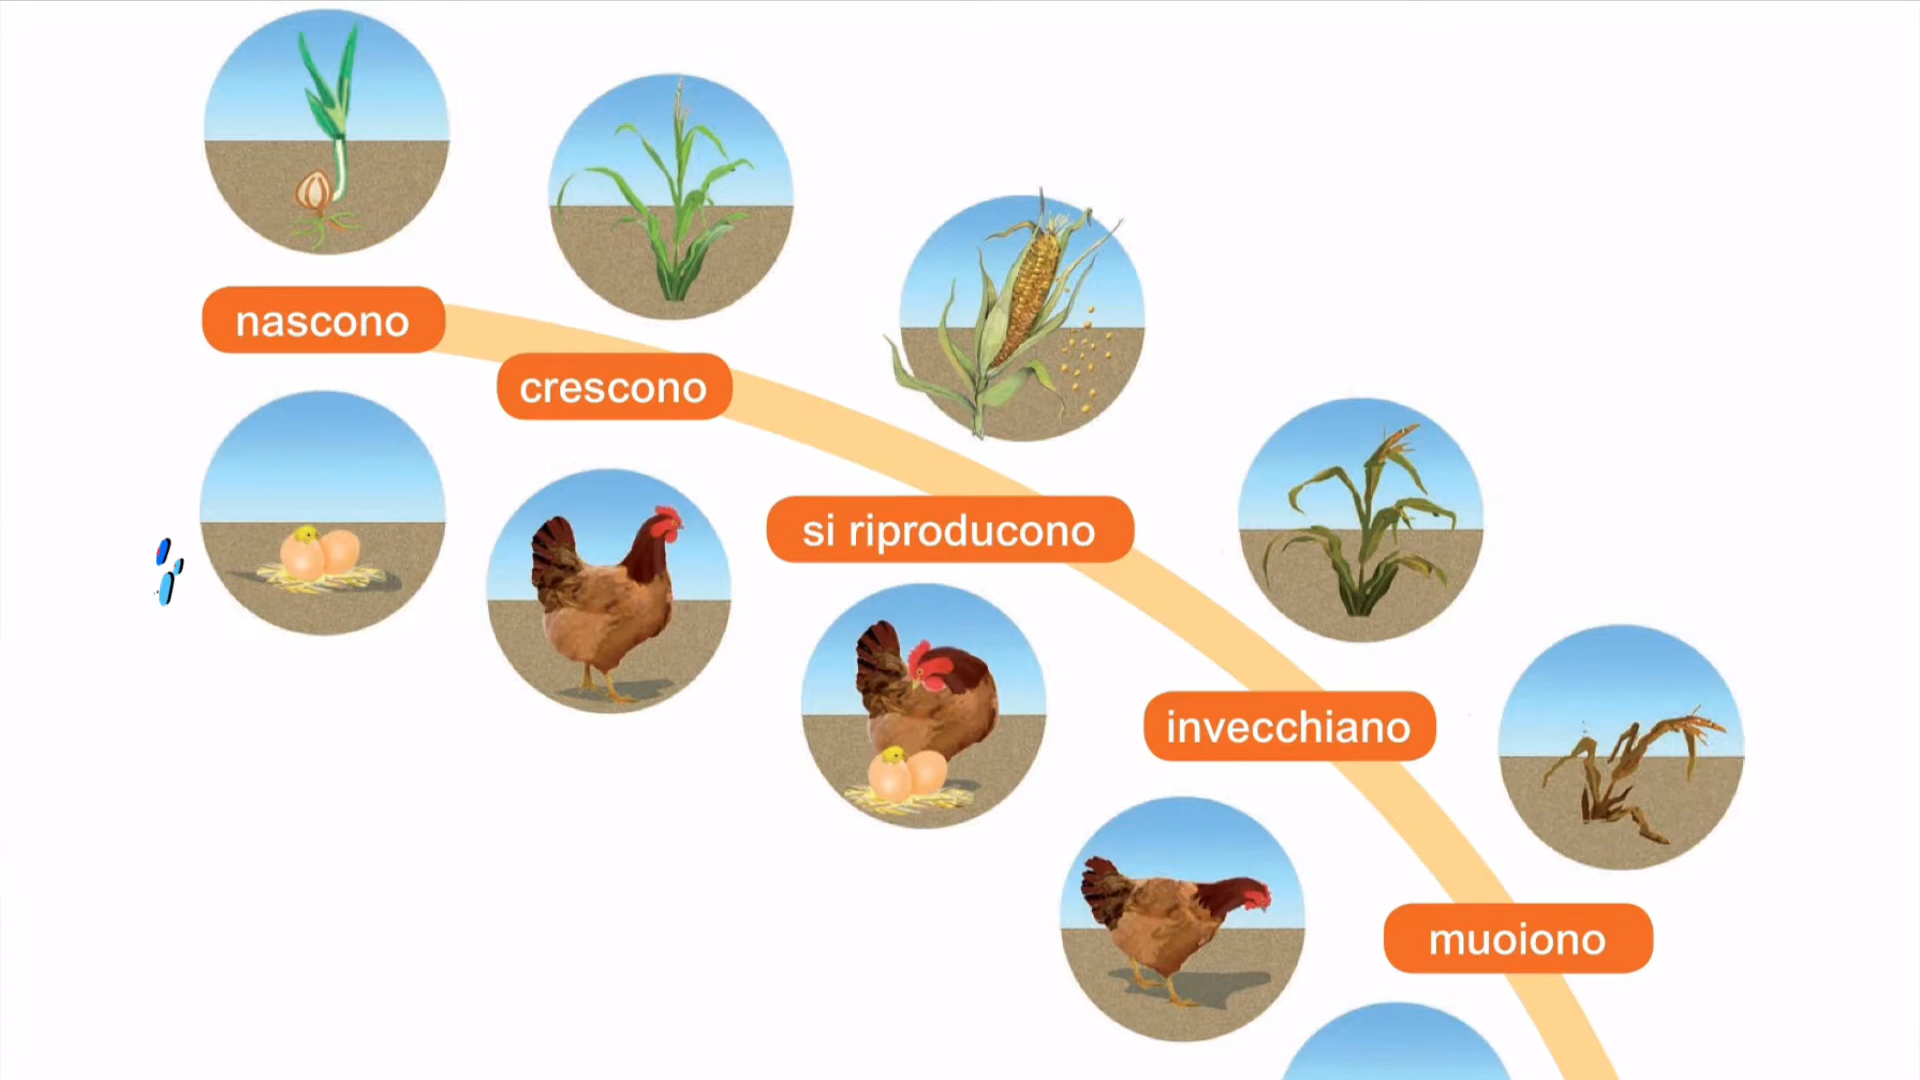 nascono
crescono
si riproducono
invecchiano
muoiono